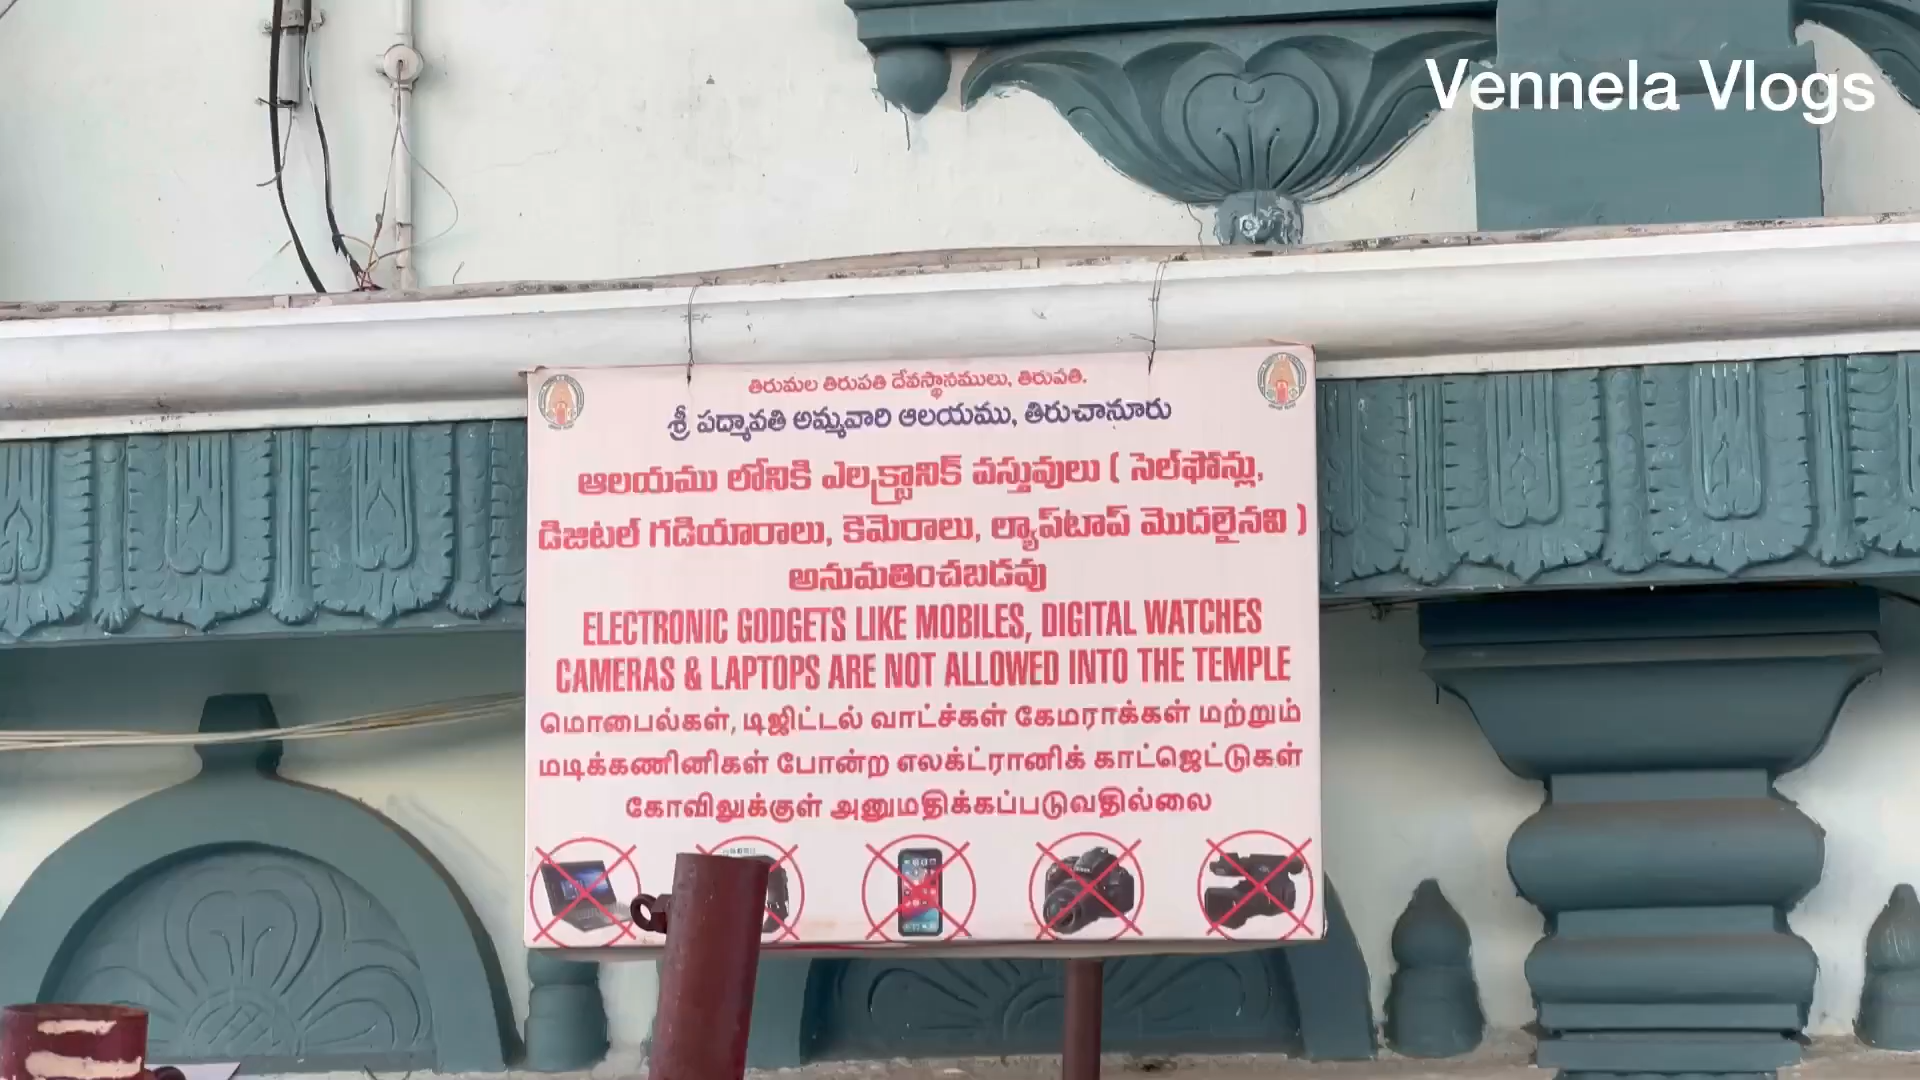 Vennela Vlogs
తిరుమల తిరుపతి దేవస్థానములు, తిరుపతి.
శ్రీ పద్మావతి అమ్మవారి ఆలయము, తిరుచానూరు
ఆలయము లోనికి ఎలక్ట్రానిక్ వస్తువులు ( సెల్‌ఫోన్లు,
డిజిటల్ గడియారాలు, కెమెరాలు, ల్యాప్‌టాప్ మొదలైనవి )
అనుమతించబడవు
ELECTRONIC GODGETS LIKE MOBILES, DIGITAL WATCHES
CAMERAS & LAPTOPS ARE NOT ALLOWED INTO THE TEMPLE
மொபைல்கள், டிஜிட்டல் வாட்ச்கள் கேமராக்கள் மற்றும்
மடிக்கணினிகள் போன்ற எலக்ட்ரானிக் காட்ஜெட்டுகள்
கோவிலுக்குள் அனுமதிக்கப்படுவதில்லை